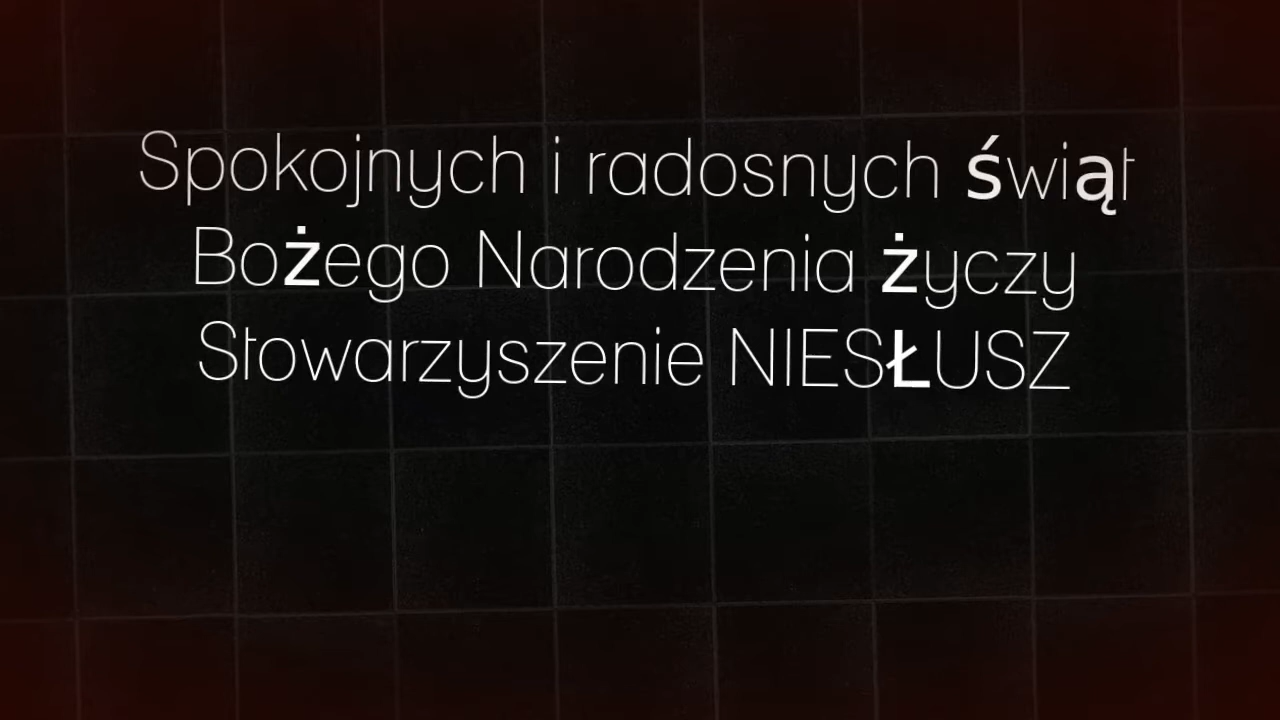 Spokojnych i radosnych świąt
Bożego Narodzenia życzy
Stowarzyszenie NIESŁUSZ